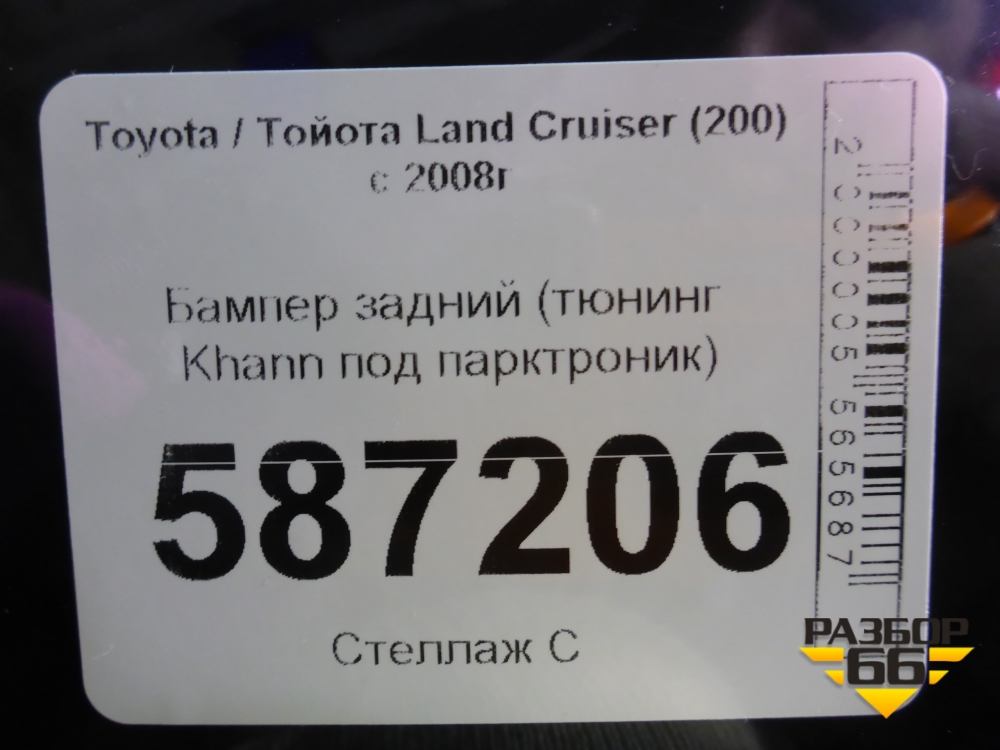 Toyota / Тойота Land Cruiser (200)
с 2008г
Бампер задний (тюнинг
Khann под парктроник)
587206
Стеллаж С
2000005565687
РАЗБОР
66